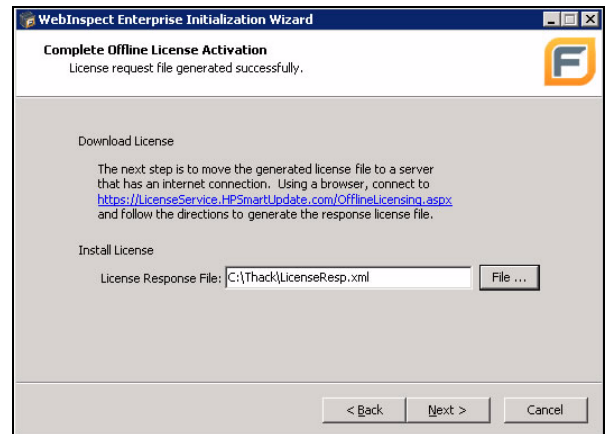 WebInspect Enterprise Initialization Wizard
Complete Offline License Activation
License request file generated successfully.
F
Download License
The next step is to move the generated license file to a server
that has an internet connection. Using a browser, connect to
https://LicenseService.HPSmartUpdate.com/OfflineLicensing.aspx
and follow the directions to generate the response license file.
Install License
License Response File: C:\Thack\LicenseResp.xml File ...
< Back Next > Cancel